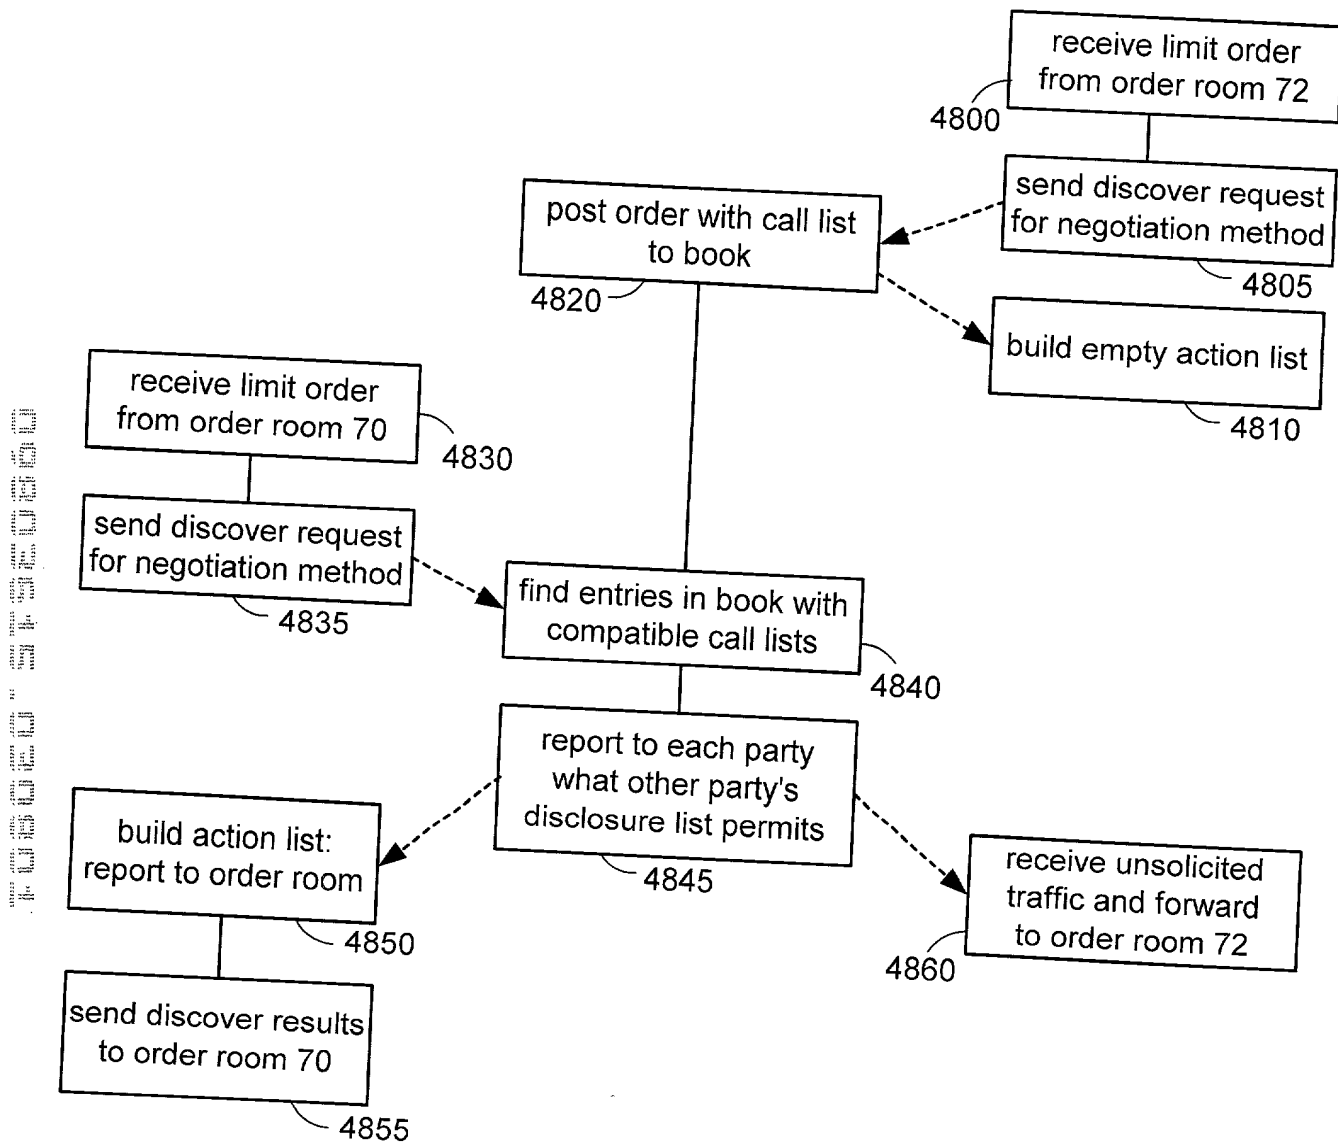 receive limit order
from order room 72
4800
send discover request
for negotiation method
4805
post order with call list
to book
4820
build empty action list
4810
receive limit order
from order room 70
4830
send discover request
for negotiation method
4835
find entries in book with
compatible call lists
4840
report to each party
what other party's
disclosure list permits
4845
build action list:
report to order room
4850
receive unsolicited
traffic and forward
to order room 72
4860
send discover results
to order room 70
4855